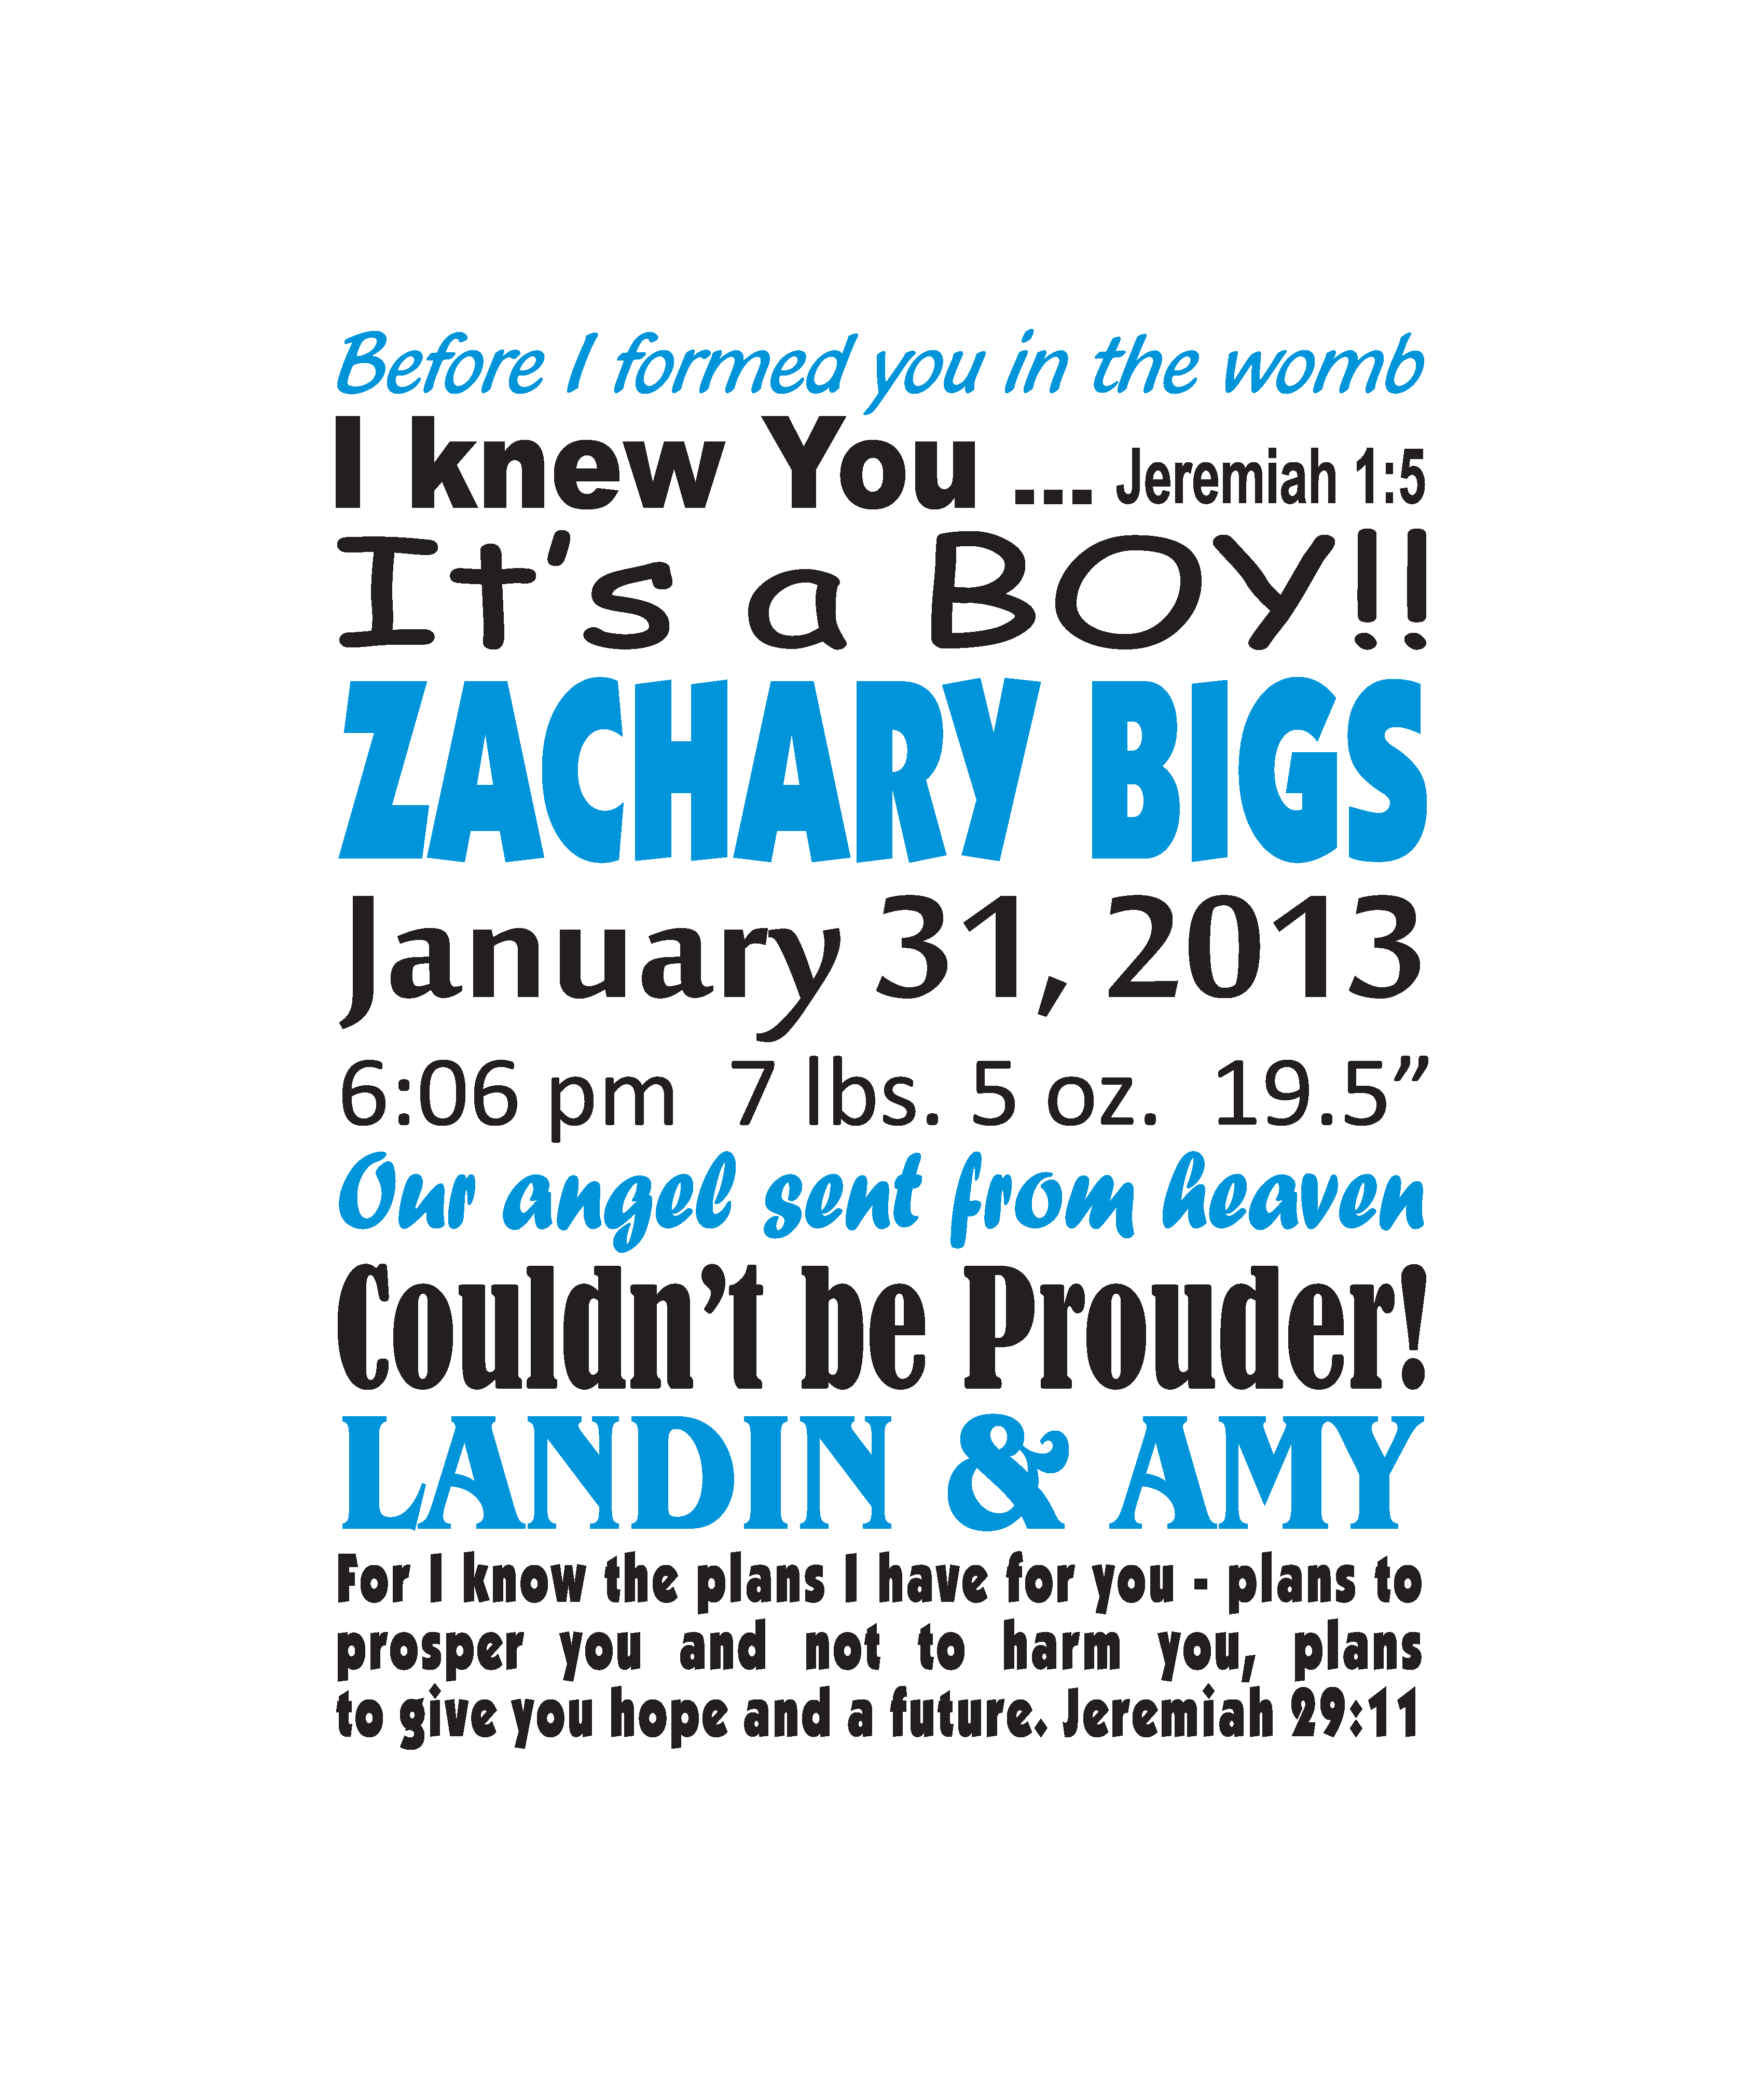 Before I formed you in the womb
I knew You ... Jeremiah 1:5
It's a BOY!!
ZACHARY BIGS
January 31, 2013
6:06 pm 7 lbs. 5 oz. 19.5”
Our angel sent from heaven
Couldn’t be Prouder!
LANDIN & AMY
For I know the plans I have for you - plans to
prosper you and not to harm you, plans
to give you hope and a future. Jeremiah 29:11